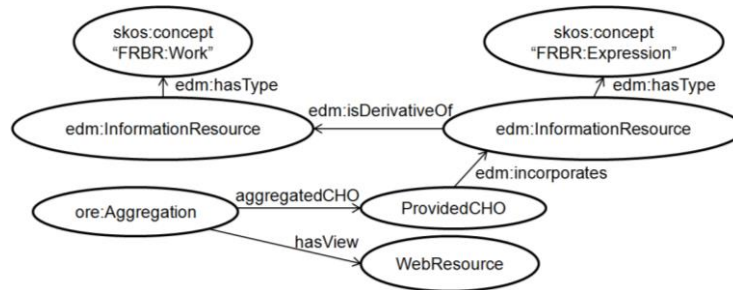 skos:concept
“FRBR:Work”
skos:concept
“FRBR:Expression”
edm:hasType
edm:hasType
edm:InformationResource
edm:isDerivativeOf
edm:InformationResource
edm:incorporates
ore:Aggregation
aggregatedCHO
ProvidedCHO
hasView
WebResource